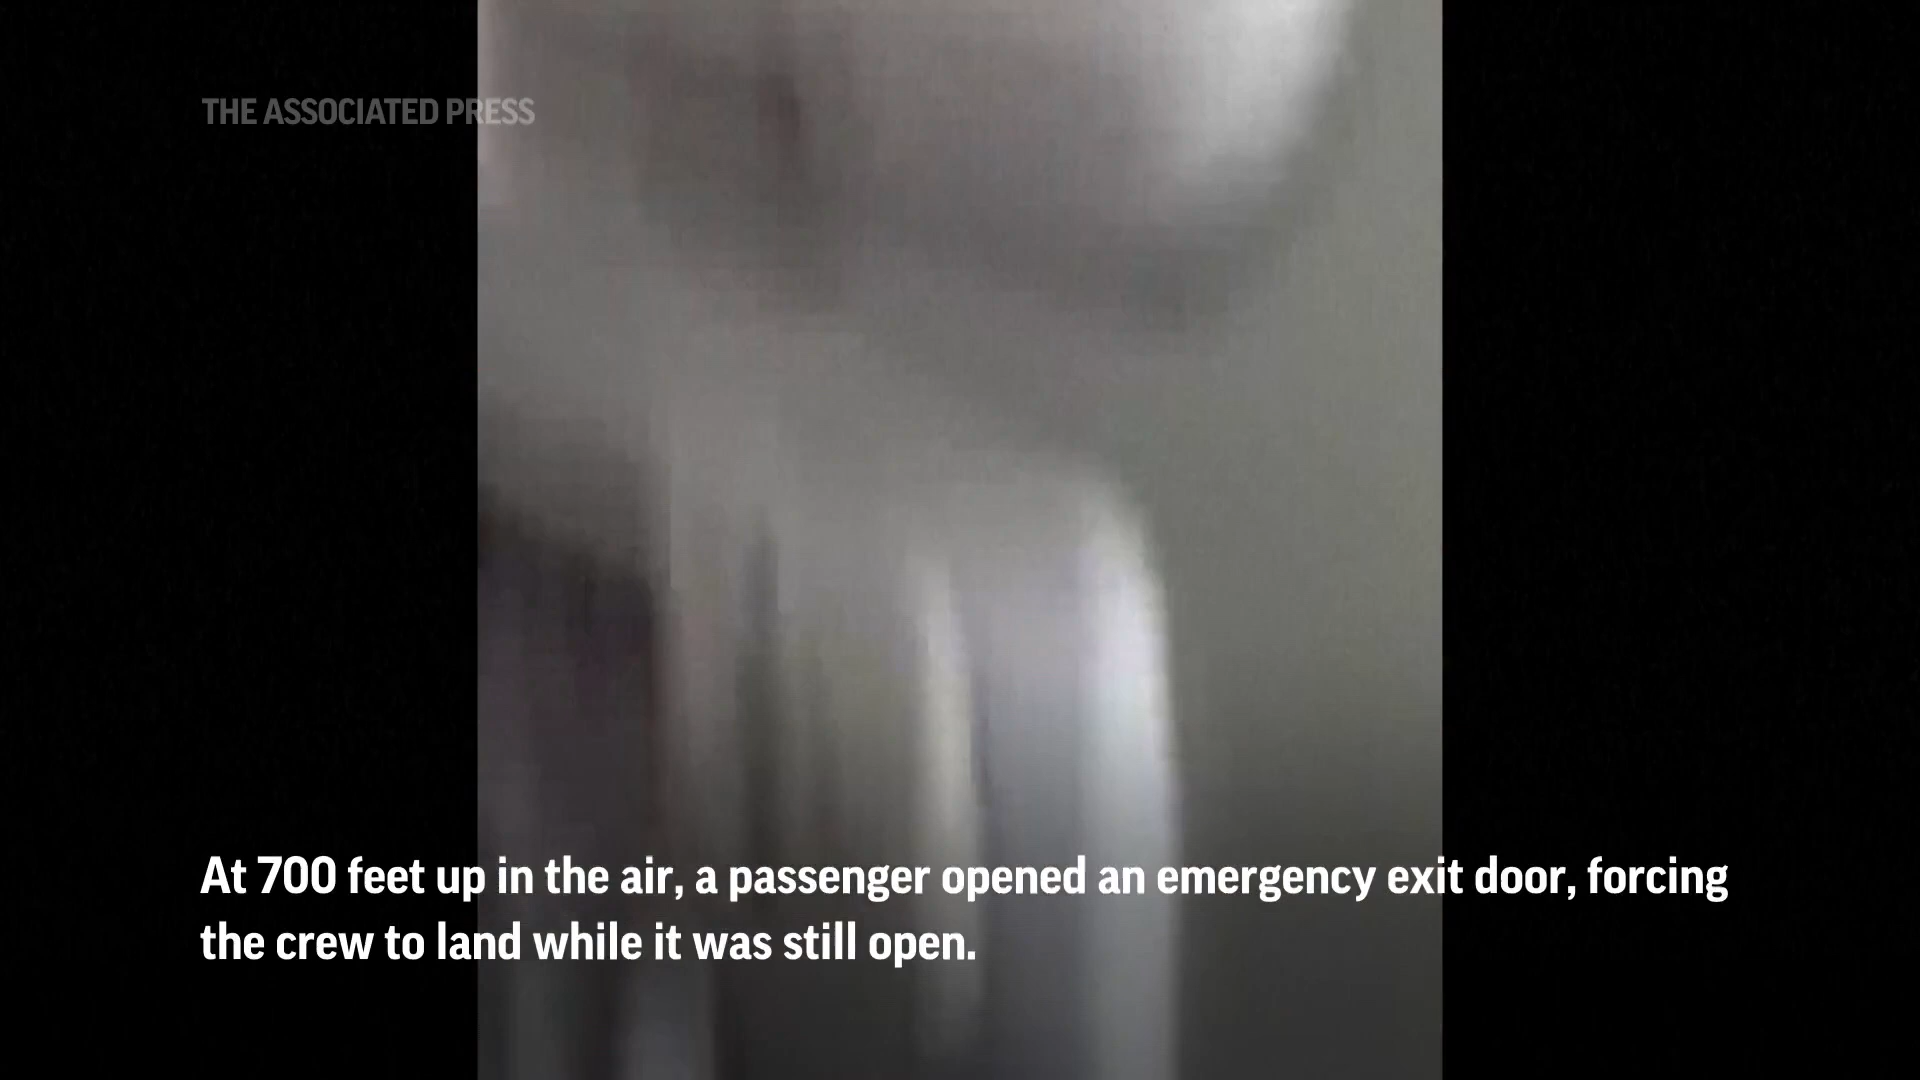 THE ASSOCIATED PRESS
At 700 feet up in the air, a passenger opened an emergency exit door, forcing
the crew to land while it was still open.